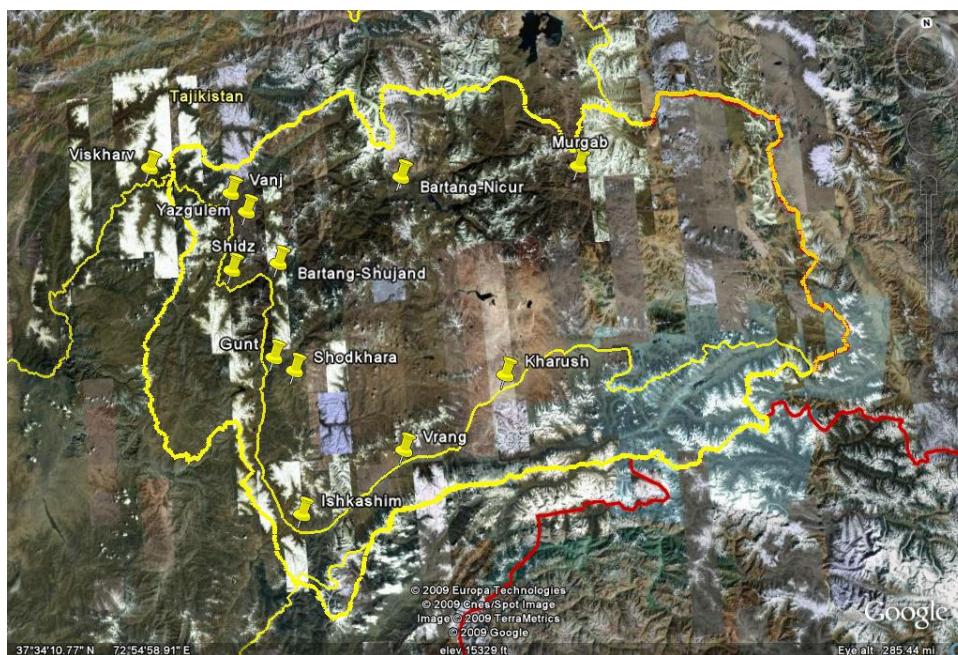 N
Tajikistan
Viskharv
Murgab
Vanj
Bartang-Nicur
Yazgulem
Shidz
Bartang-Shujand
Gunt
Shodkhara
Kharush
Vrang
Ishkashim
© 2009 Europa Technologies
© 2009 Cnes/Spot Image
Image © 2009 TerraMetrics
© 2009 Google
Google
37°34'10.77" N 72°54'58.91" E elev 15329 ft Eye alt 285.44 mi